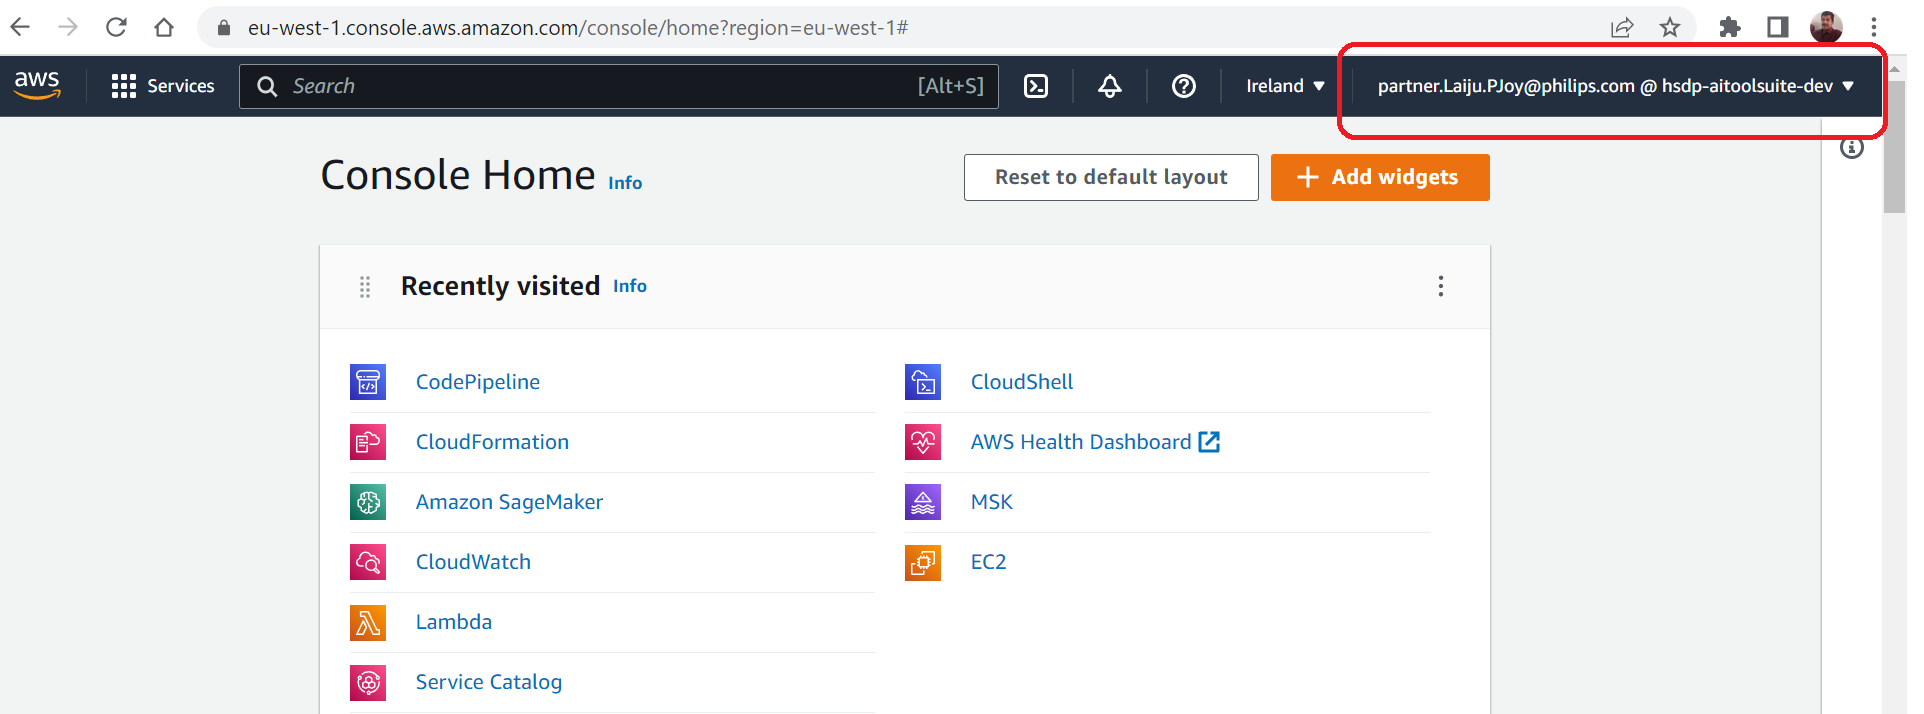 eu-west-1.console.aws.amazon.com/console/home?region=eu-west-1#
aws Services Search [Alt+S] Ireland partner.Laiju.PJoy@philips.com @ hsdp-aitoolsuite-dev
Console Home Info Reset to default layout Add widgets
Recently visited Info
CodePipeline
CloudFormation
Amazon SageMaker
CloudWatch
Lambda
Service Catalog
CloudShell
AWS Health Dashboard
MSK
EC2